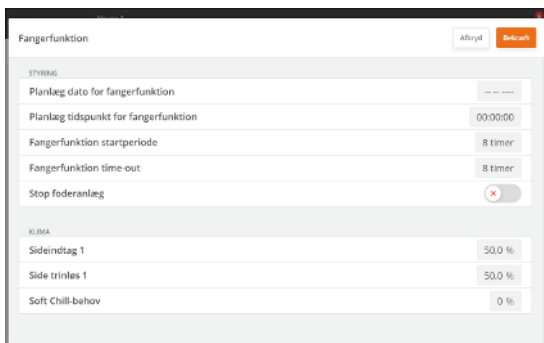 Fangerfunktion
Afbryd
Bekræft
STYRING
Planlæg dato for fangerfunktion
-- -- ----
Planlæg tidspunkt for fangerfunktion
00:00:00
Fangerfunktion startperiode
8 timer
Fangerfunktion time-out
8 timer
Stop foderanlæg
KLIMA
Sideindtag 1
50,0 %
Side trinløs 1
50,0 %
Soft Chill-behov
0 %